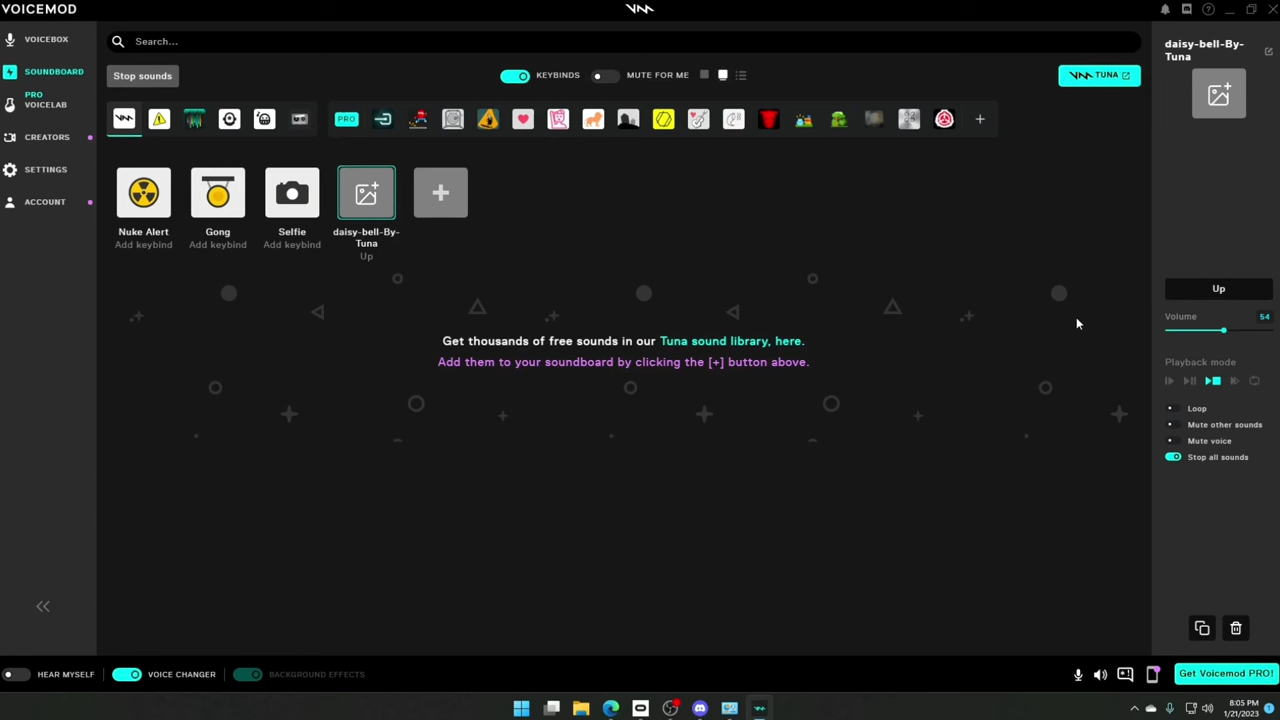 VOICEMOD
VOICEBOX
SOUNDBOARD
PRO
VOICELAB
CREATORS
SETTINGS
ACCOUNT
Search...
Stop sounds
KEYBINDS
MUTE FOR ME
TUNA
PRO
Nuke Alert
Add keybind
Gong
Add keybind
Selfie
Add keybind
daisy-bell-By-
Tuna
Up
Get thousands of free sounds in our Tuna sound library, here.
Add them to your soundboard by clicking the [+] button above.
daisy-bell-By-
Tuna
Up
Volume 54
Playback mode
Loop
Mute other sounds
Mute voice
Stop all sounds
HEAR MYSELF
VOICE CHANGER
BACKGROUND EFFECTS
Get Voicemod PRO!
8:05 PM
1/21/2023